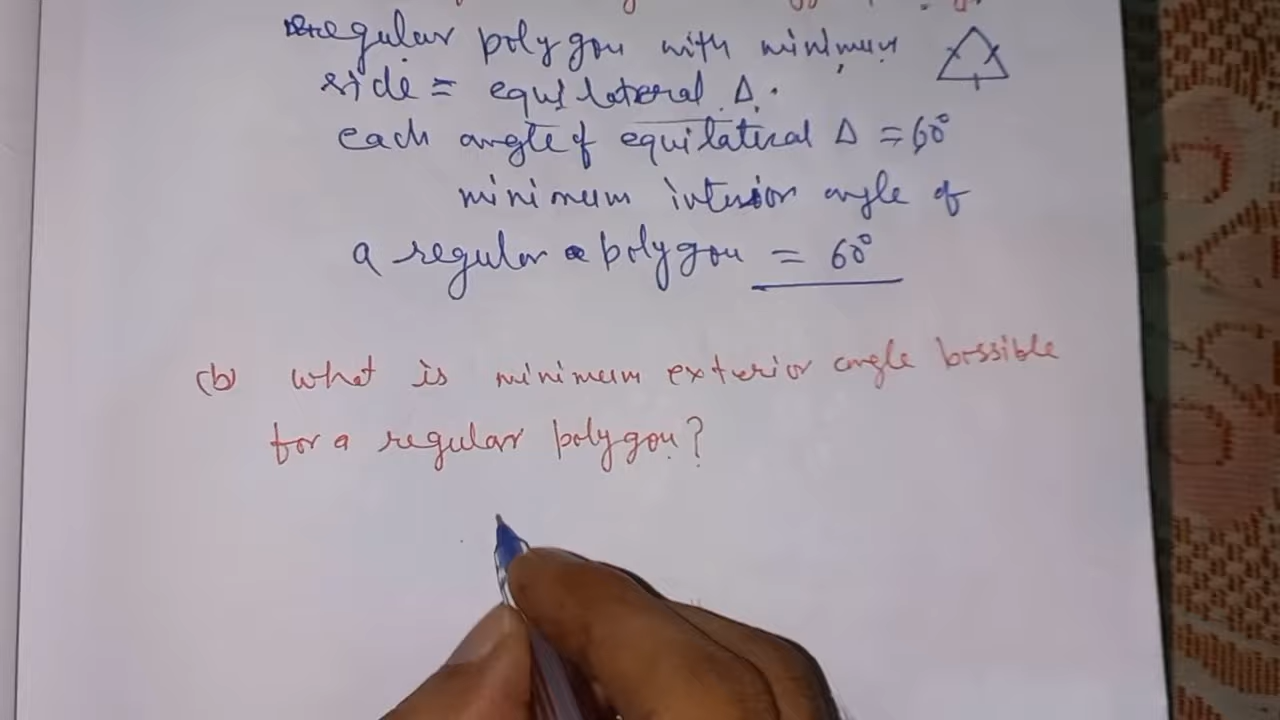 regular polygon with minimum
side = equilateral Δ.
each angle of equilateral Δ = 60°
minimum interior angle of
a regular polygon = 60°
(b) What is minimum exterior angle possible
for a regular polygon?